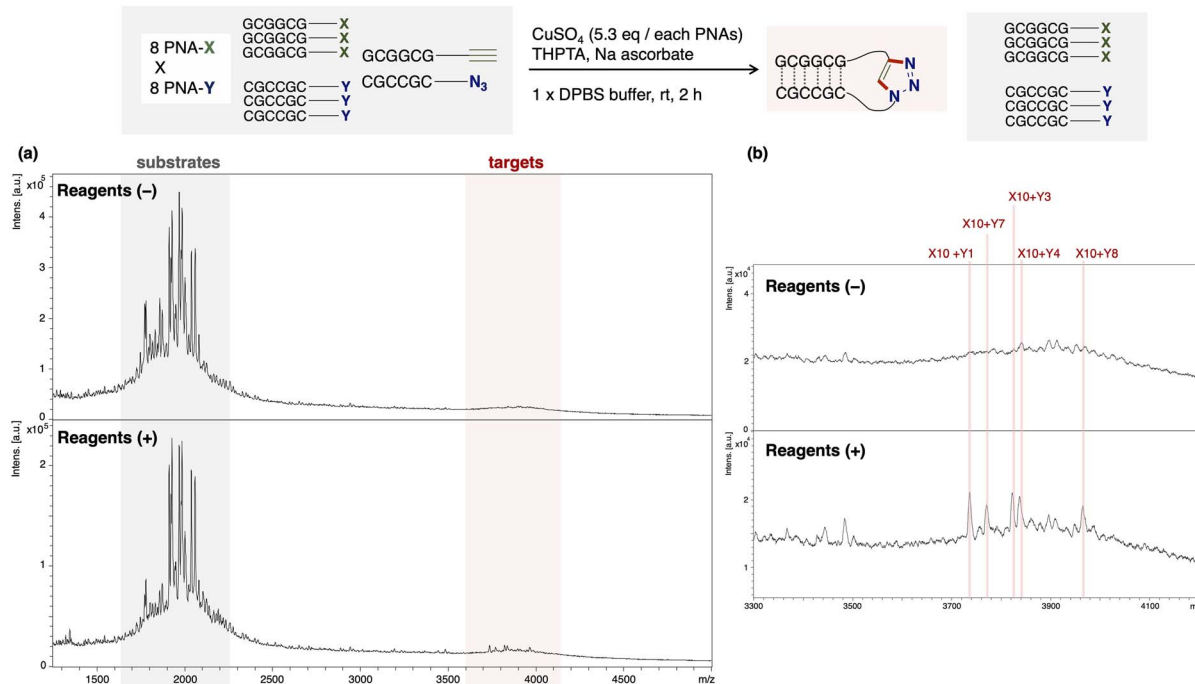 8 PNA-X
X
8 PNA-Y
GCGGCG X
GCGGCG X
GCGGCG X
CGCCGC Y
CGCCGC Y
CGCCGC Y
GCGGCG
CGCCGC N3
CuSO4 (5.3 eq / each PNAs)
THPTA, Na ascorbate
1 x DPBS buffer, rt, 2 h
GCGGCG N
N
CGCCGC N
GCGGCG X
GCGGCG X
GCGGCG X
CGCCGC Y
CGCCGC Y
CGCCGC Y
(a)
substrates
targets
Intens. [a.u.]
x10^5
Reagents (–)
4
3
2
1
0
Intens. [a.u.]
x10^5
Reagents (+)
2
1
0
1500 2000 2500 3000 3500 4000 4500 m/z
(b)
X10+Y3
X10+Y7
X10 +Y1
X10+Y4
X10+Y8
Intens. [a.u.]
x10^4
Reagents (–)
4
2
0
Intens. [a.u.]
x10^4
Reagents (+)
2
1
3300 3500 3700 3900 4100